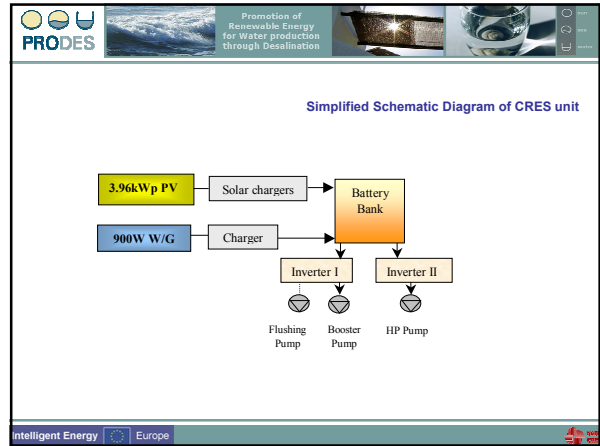 PRODES
Promotion of
Renewable Energy
for Water production
through Desalination
Simplified Schematic Diagram of CRES unit
3.96kWp PV
Solar chargers
Battery
Bank
900W W/G
Charger
Inverter I
Inverter II
Flushing
Pump
Booster
Pump
HP Pump
Intelligent Energy
Europe